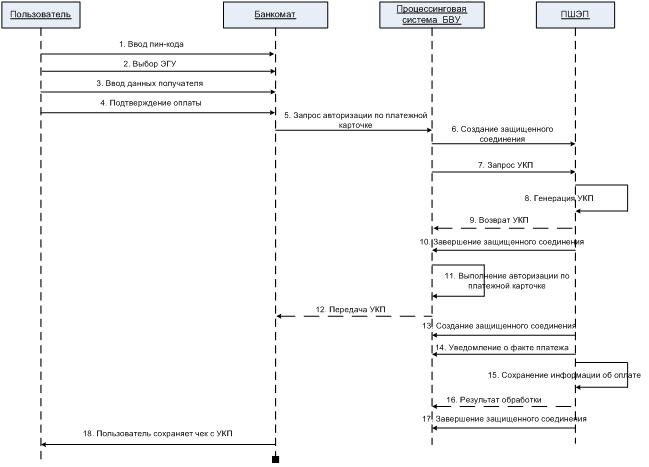 Пользователь
Банкомат
Процессинговая
система БВУ
ПШЭП
1. Ввод пин-кода
2. Выбор ЭГУ
3. Ввод данных получателя
4. Подтверждение оплаты
5. Запрос авторизации по платежной
карточке
6. Создание защищенного
соединения
7. Запрос УКП
8. Генерация УКП
9. Возврат УКП
10. Завершение защищенного соединения
11. Выполнение авторизации по
платежной карточке
12. Передача УКП
13. Создание защищенного соединения
14. Уведомление о факте платежа
15. Сохранение информации об оплате
16. Результат обработки
17. Завершение защищенного соединения
18. Пользователь сохраняет чек с УКП